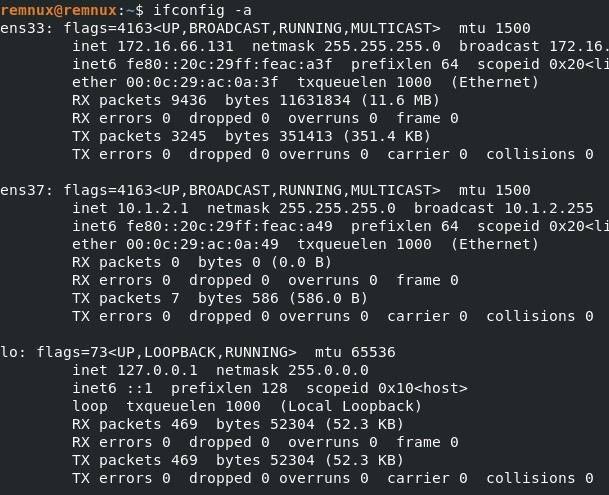 remnux@remnux:~$ ifconfig -a
ens33: flags=4163<UP,BROADCAST,RUNNING,MULTICAST>  mtu 1500
        inet 172.16.66.131  netmask 255.255.255.0  broadcast 172.16.
        inet6 fe80::20c:29ff:feac:a3f  prefixlen 64  scopeid 0x20<li
        ether 00:0c:29:ac:0a:3f  txqueuelen 1000  (Ethernet)
        RX packets 9436  bytes 11631834 (11.6 MB)
        RX errors 0  dropped 0  overruns 0  frame 0
        TX packets 3245  bytes 351413 (351.4 KB)
        TX errors 0  dropped 0 overruns 0  carrier 0  collisions 0
ens37: flags=4163<UP,BROADCAST,RUNNING,MULTICAST>  mtu 1500
        inet 10.1.2.1  netmask 255.255.255.0  broadcast 10.1.2.255
        inet6 fe80::20c:29ff:feac:a49  prefixlen 64  scopeid 0x20<li
        ether 00:0c:29:ac:0a:49  txqueuelen 1000  (Ethernet)
        RX packets 0  bytes 0 (0.0 B)
        RX errors 0  dropped 0  overruns 0  frame 0
        TX packets 7  bytes 586 (586.0 B)
        TX errors 0  dropped 0 overruns 0  carrier 0  collisions 0
lo: flags=73<UP,LOOPBACK,RUNNING>  mtu 65536
        inet 127.0.0.1  netmask 255.0.0.0
        inet6 ::1  prefixlen 128  scopeid 0x10<host>
        loop  txqueuelen 1000  (Local Loopback)
        RX packets 469  bytes 52304 (52.3 KB)
        RX errors 0  dropped 0  overruns 0  frame 0
        TX packets 469  bytes 52304 (52.3 KB)
        TX errors 0  dropped 0 overruns 0  carrier 0  collisions 0